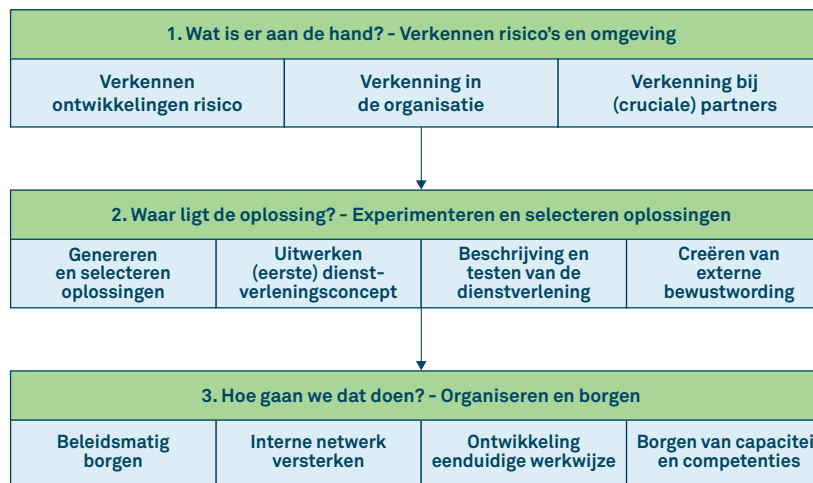 1. Wat is er aan de hand? - Verkennen risico's en omgeving
Verkennen
ontwikkelingen risico
Verkenning in
de organisatie
Verkenning bij
(cruciale) partners
2. Waar ligt de oplossing? - Experimenteren en selecteren oplossingen
Genereren
en selecteren
oplossingen
Uitwerken
(eerste) dienst-
verleningsconcept
Beschrijving en
testen van de
dienstverlening
Creëren van
externe
bewustwording
3. Hoe gaan we dat doen? - Organiseren en borgen
Beleidsmatig
borgen
Interne netwerk
versterken
Ontwikkeling
eenduidige werkwijze
Borgen van capacitei
en competenties